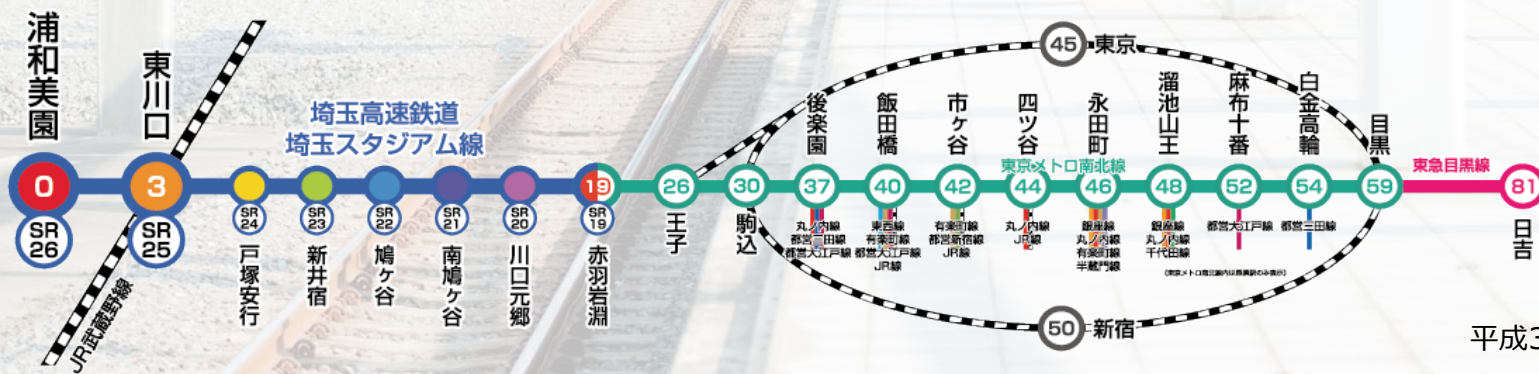 浦和美園
0
SR
26
東川口
3
SR
25
JR武蔵野線
埼玉高速鉄道
埼玉スタジアム線
SR
24
戸塚安行
SR
23
新井宿
SR
22
鳩ヶ谷
SR
21
南鳩ヶ谷
SR
20
川口元郷
19
SR
19
赤羽岩淵
26
王子
30
駒込
45 東京
50 新宿
東京メトロ南北線
後楽園
37
丸ノ内線
都営三田線
都営大江戸線
飯田橋
40
東西線
有楽町線
都営大江戸線
JR線
市ヶ谷
42
有楽町線
都営新宿線
JR線
四ツ谷
44
丸ノ内線
JR線
永田町
46
銀座線
丸ノ内線
有楽町線
半蔵門線
溜池山王
48
銀座線
丸ノ内線
千代田線
麻布十番
52
都営大江戸線
白金高輪
54
都営三田線
目黒
59
東急目黒線
81
日吉
平成3